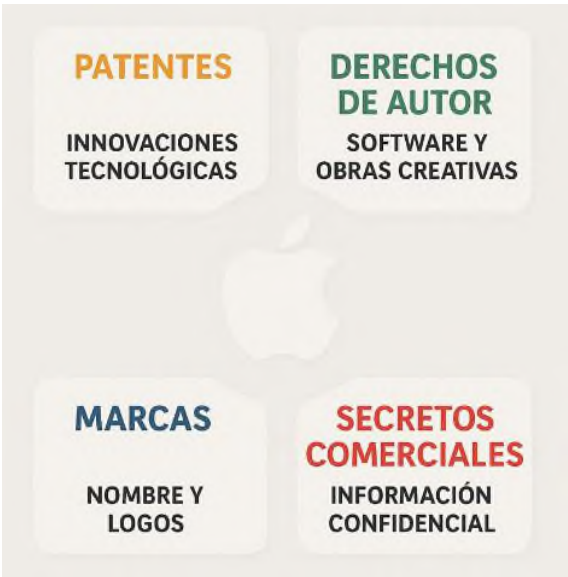 PATENTES
INNOVACIONES
TECNOLÓGICAS
DERECHOS
DE AUTOR
SOFTWARE Y
OBRAS CREATIVAS
MARCAS
NOMBRE Y
LOGOS
SECRETOS
COMERCIALES
INFORMACIÓN
CONFIDENCIAL